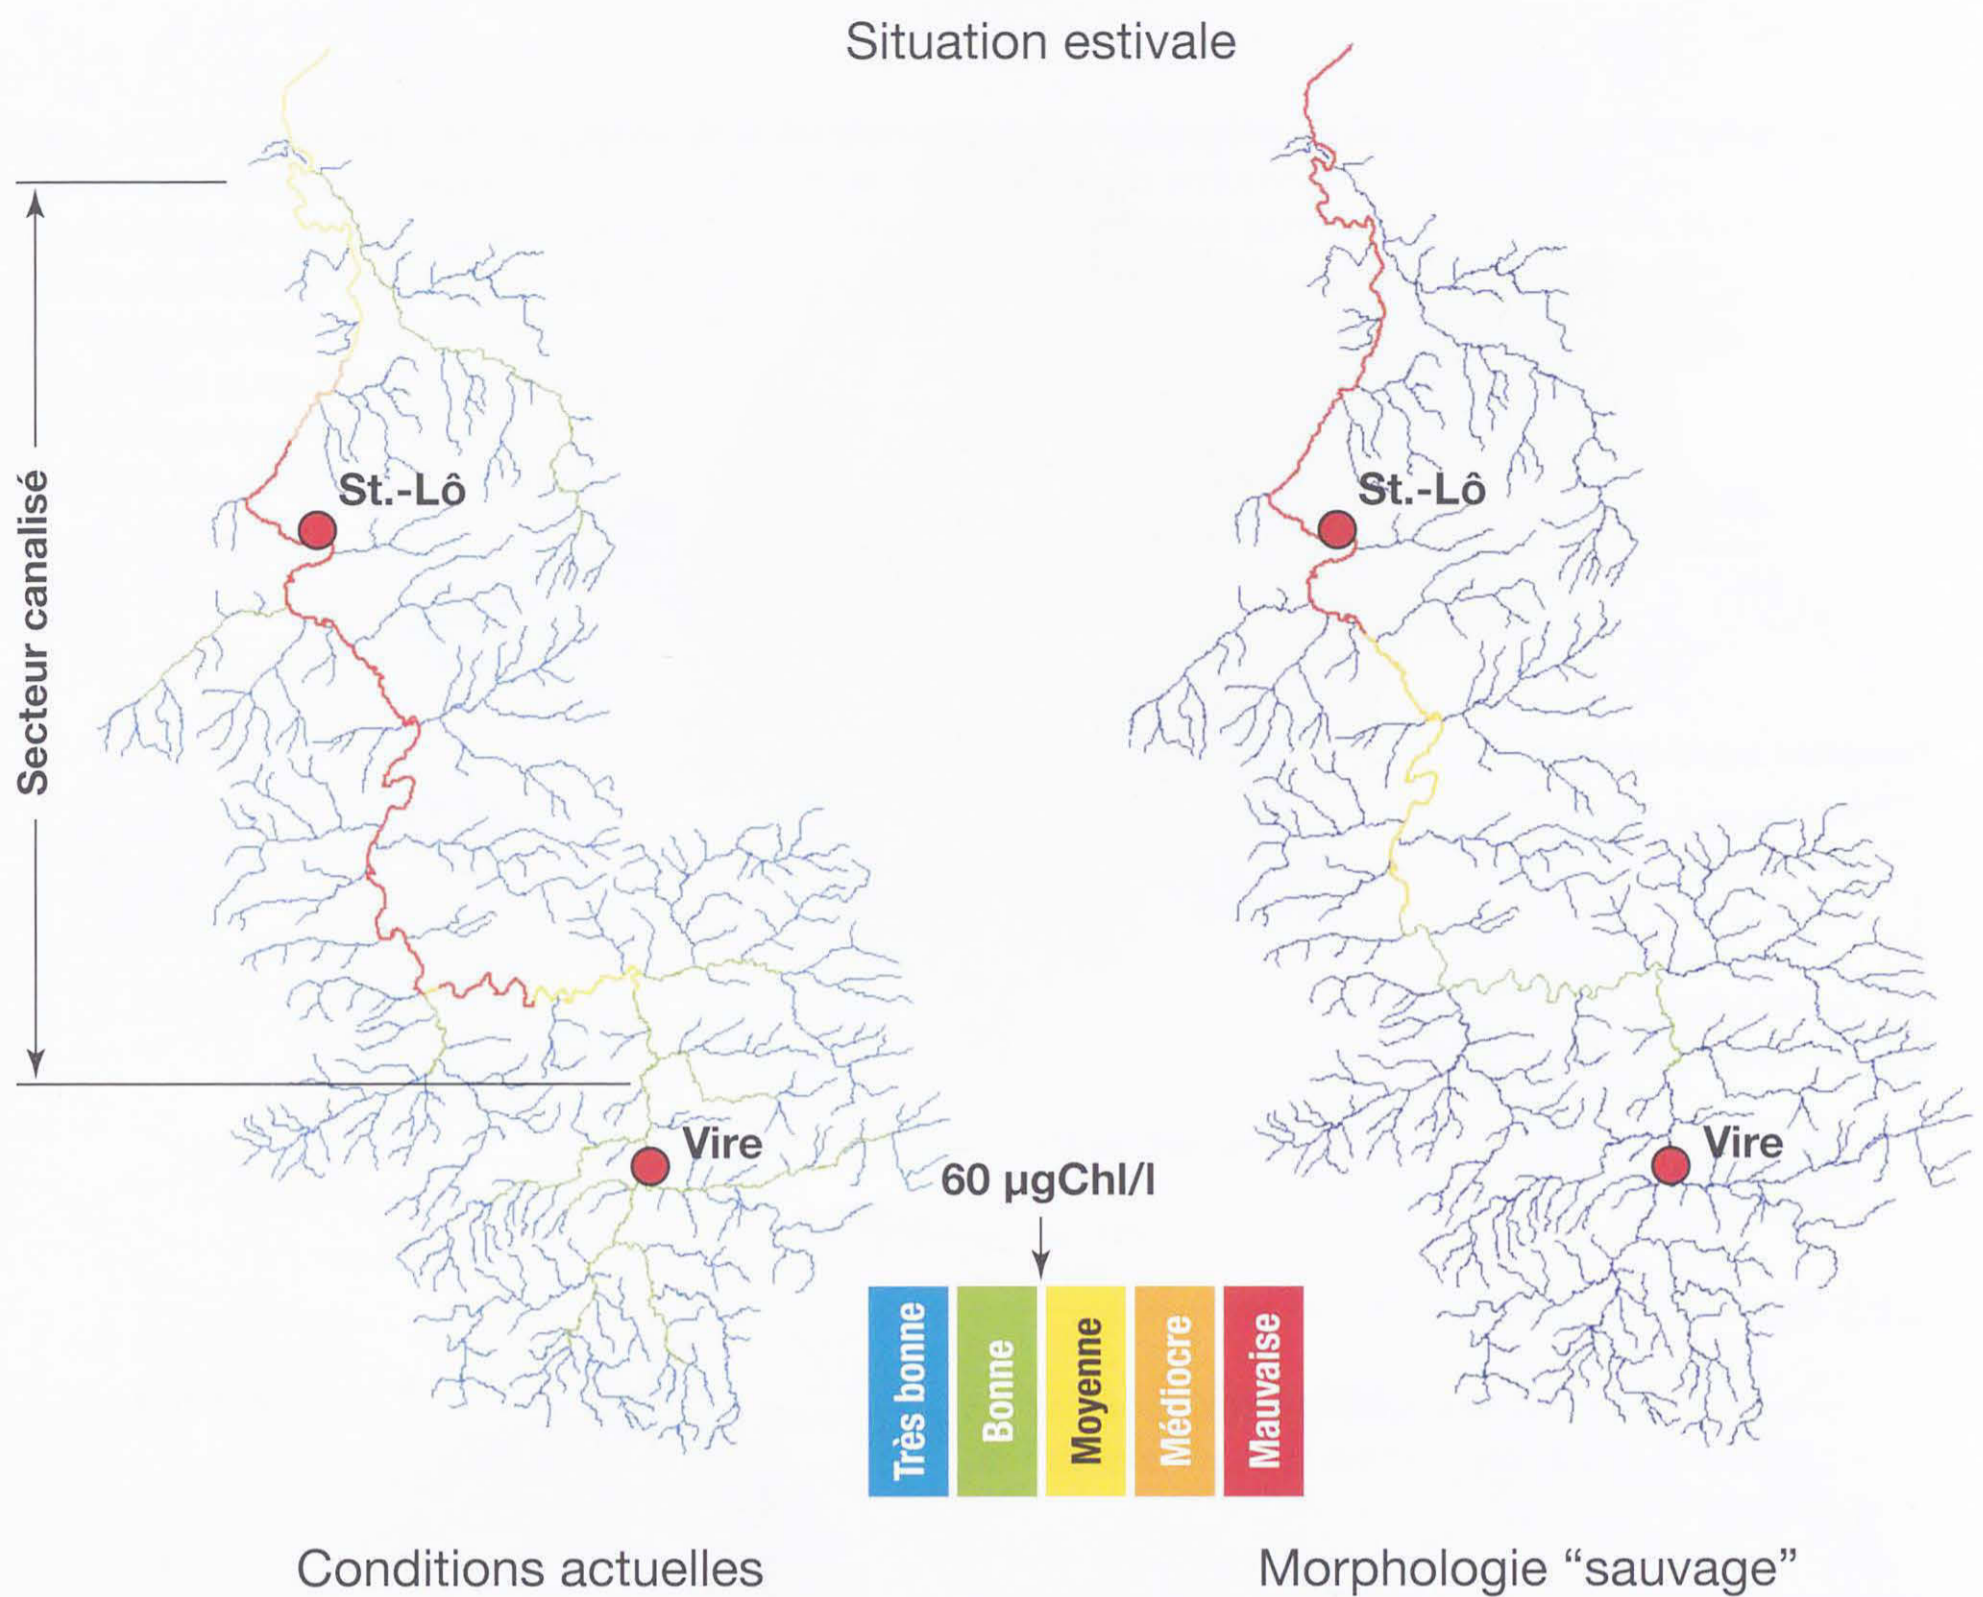 Situation estivale
Secteur canalisé
St.-Lô
St.-Lô
Vire
Vire
60 µgChl/l
Très bonne
Bonne
Moyenne
Médiocre
Mauvaise
Conditions actuelles
Morphologie “sauvage”